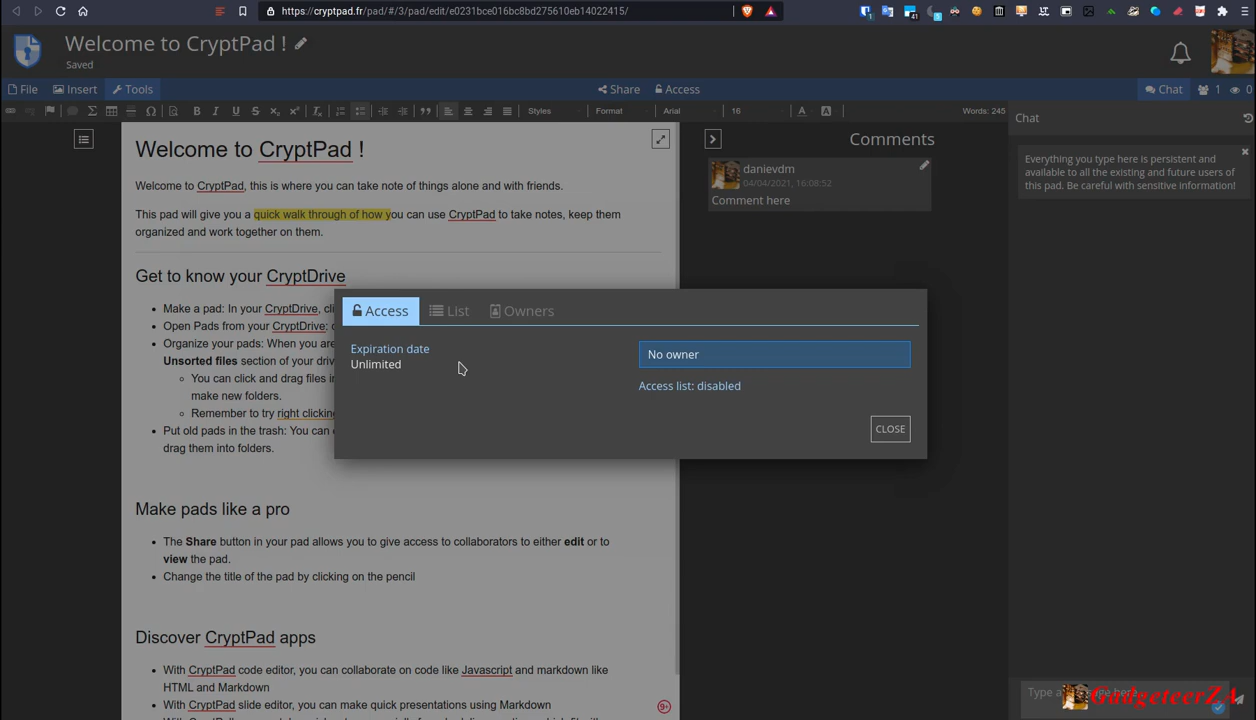 https://cryptpad.fr/pad/#/3/pad/edit/e0231bce016bc8bd275610eb14022415/
Welcome to CryptPad !
Saved
File Insert Tools Share Access Chat 1 0
Styles Format Arial 16 Words: 245
Chat
Everything you type here is persistent and
available to all the existing and future users of
this pad. Be careful with sensitive information!
Comments
danievdm
04/04/2021, 16:08:52
Comment here
Welcome to CryptPad !
Welcome to CryptPad, this is where you can take note of things alone and with friends.
This pad will give you a quick walk through of how you can use CryptPad to take notes, keep them
organized and work together on them.
Get to know your CryptDrive
Make a pad: In your CryptDrive,
Open Pads from your CryptDrive:
Organize your pads: When you are
Unsorted files section of your
You can click and drag files
make new folders.
Remember to try right
Put old pads in the trash: You can
drag them into folders.
Access List Owners
Expiration date
Unlimited
No owner
Access list: disabled
CLOSE
Make pads like a pro
The Share button in your pad allows you to give access to collaborators to either edit or to
view the pad.
Change the title of the pad by clicking on the pencil
Discover CryptPad apps
With CryptPad code editor, you can collaborate on code like Javascript and markdown like
HTML and Markdown
With CryptPad slide editor, you can make quick presentations using Markdown
9+
Type a
GadgeteerZA